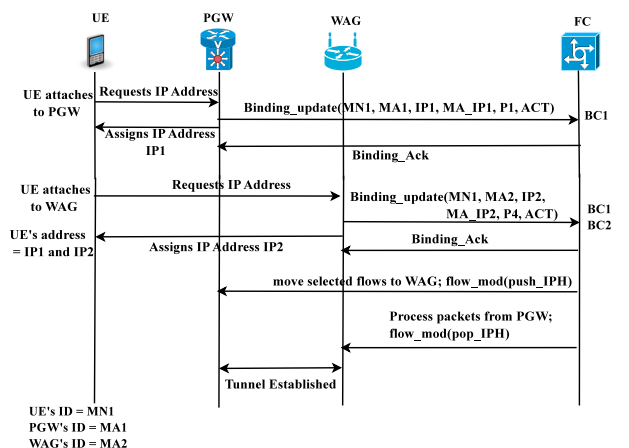 UE
PGW
WAG
FC
UE attaches
to PGW
Requests IP Address
Binding_update(MN1, MA1, IP1, MA_IP1, P1, ACT)
BC1
Assigns IP Address
IP1
Binding_Ack
UE attaches
to WAG
Requests IP Address
Binding_update(MN1, MA2, IP2,
MA_IP2, P4, ACT)
BC1
BC2
UE's address
= IP1 and IP2
Assigns IP Address IP2
Binding_Ack
move selected flows to WAG; flow_mod(push_IPH)
Process packets from PGW;
flow_mod(pop_IPH)
Tunnel Established
UE's ID = MN1
PGW's ID = MA1
WAG's ID = MA2